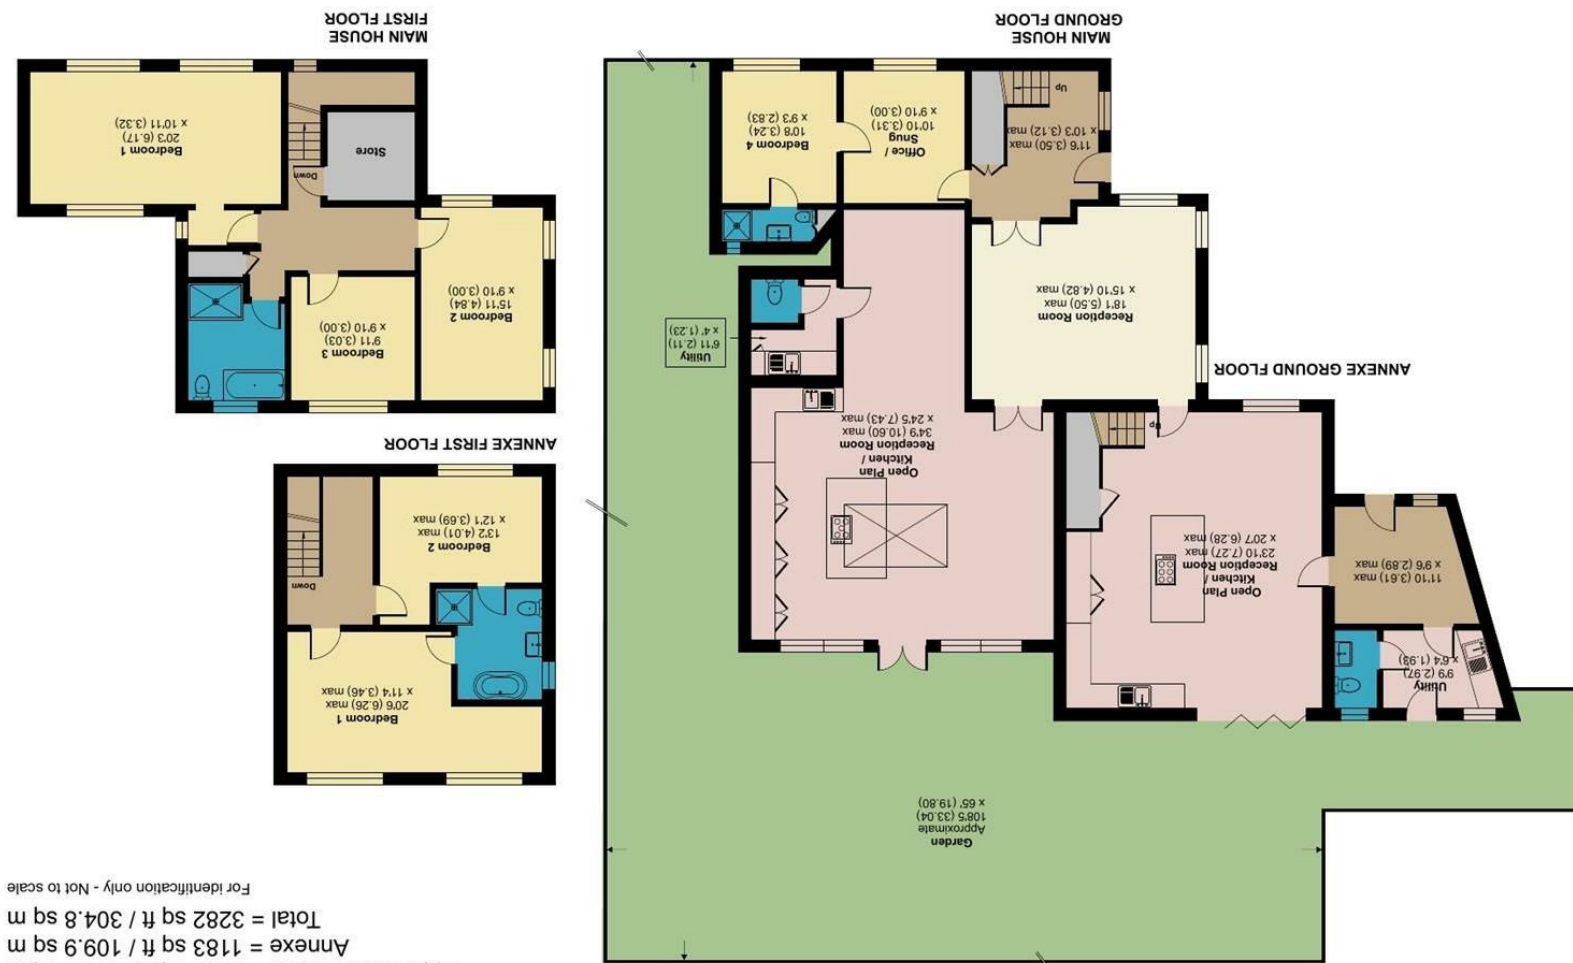 Annexe = 1183 sq ft / 109.9 sq m
Total = 3282 sq ft / 304.8 sq m
For identification only - Not to scale
Garden
Approximate
108'5 (33.04)
x 65' (19.80)
Utility
9'9 (2.97)
x 6'4 (1.93)
11'10 (3.61) max
x 9'6 (2.89) max
Open Plan
Kitchen /
Reception Room
23'10 (7.27) max
x 20'7 (6.28) max
Up
ANNEXE GROUND FLOOR
Open Plan
Kitchen /
Reception Room
34'9 (10.60) max
x 24'5 (7.43) max
Utility
6'11 (2.11)
x 4' (1.23)
Reception Room
18'1 (5.50) max
x 15'10 (4.82) max
11'6 (3.50) max
x 10'3 (3.12) max
Up
Office /
Snug
10'10 (3.31)
x 9'10 (3.00)
Bedroom 4
10'8 (3.24)
x 9'3 (2.83)
MAIN HOUSE
GROUND FLOOR
Bedroom 1
20'6 (6.26) max
x 11'4 (3.46) max
Down
Bedroom 2
13'2 (4.01) max
x 12'1 (3.69) max
ANNEXE FIRST FLOOR
Bedroom 3
9'11 (3.03)
x 9'10 (3.00)
Bedroom 2
15'11 (4.84)
x 9'10 (3.00)
Down
Store
Bedroom 1
20'3 (6.17)
x 10'11 (3.32)
MAIN HOUSE
FIRST FLOOR